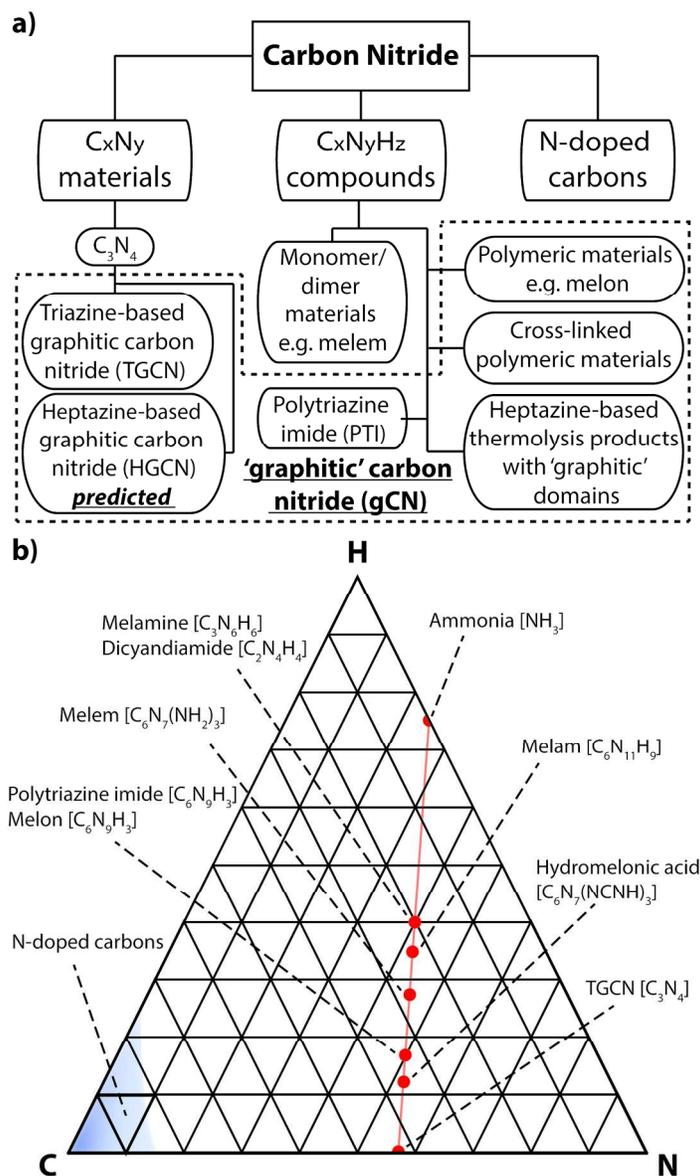 a)
Carbon Nitride
CxNy
materials
CxNyHz
compounds
N-doped
carbons
C₃N₄
Triazine-based
graphitic carbon
nitride (TGCN)
Heptazine-based
graphitic carbon
nitride (HGCN)
predicted
Monomer/
dimer
materials
e.g. melem
Polytriazine
imide (PTI)
'graphitic' carbon
nitride (gCN)
Polymeric materials
e.g. melon
Cross-linked
polymeric materials
Heptazine-based
thermolysis products
with 'graphitic'
domains
b)
H
Melamine [C₃N₆H₆]
Dicyandiamide [C₂N₄H₄]
Ammonia [NH₃]
Melem [C₆N₇(NH₂)₃]
Melam [C₆N₁₁H₉]
Polytriazine imide [C₆N₉H₃]
Melon [C₆N₉H₃]
Hydromelonic acid
[C₆N₇(NCNH)₃]
N-doped carbons
TGCN [C₃N₄]
C
N